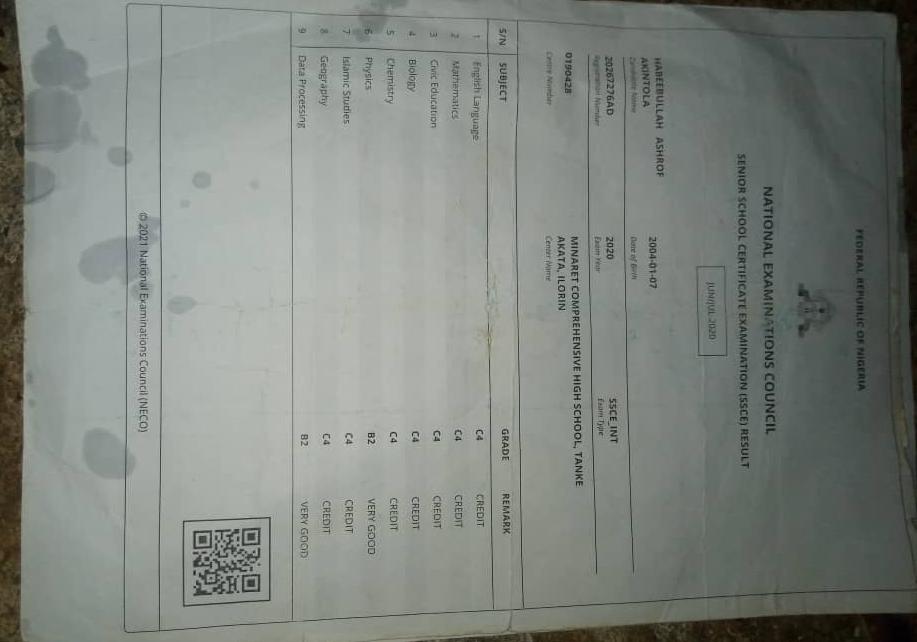 FEDERAL REPUBLIC OF NIGERIA
NATIONAL EXAMINATIONS COUNCIL
SENIOR SCHOOL CERTIFICATE EXAMINATION (SSCE) RESULT
JUN/JUL 2020
HABEEBULLAH ASHROF
AKINTOLA
Candidate Name
2004-01-07
Date of Birth
20267276AD
Registration Number
2020
Exam Year
SSCE_INT
Exam Type
0190428
Centre Number
MINARET COMPREHENSIVE HIGH SCHOOL, TANKE
AKATA, ILORIN
Center Name
S/N SUBJECT GRADE REMARK
1 English Language C4 CREDIT
2 Mathematics C4 CREDIT
3 Civic Education C4 CREDIT
4 Biology C4 CREDIT
5 Chemistry C4 CREDIT
6 Physics B2 VERY GOOD
7 Islamic Studies C4 CREDIT
8 Geography C4 CREDIT
9 Data Processing B2 VERY GOOD
© 2021 National Examinations Council (NECO)